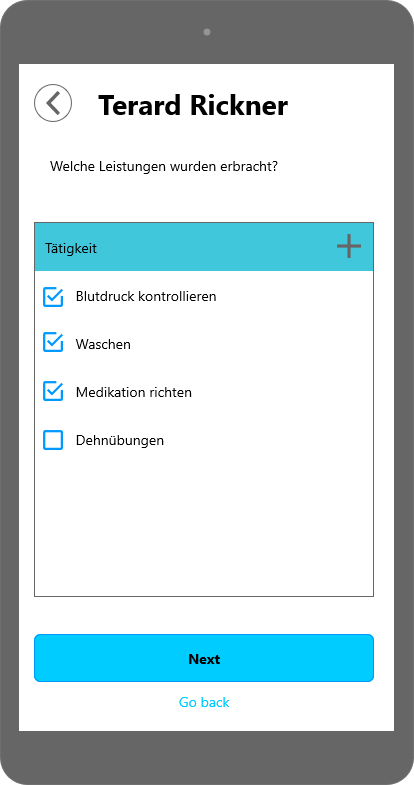 Terard Rickner
Welche Leistungen wurden erbracht?
Tätigkeit
Blutdruck kontrollieren
Waschen
Medikation richten
Dehnübungen
Next
Go back